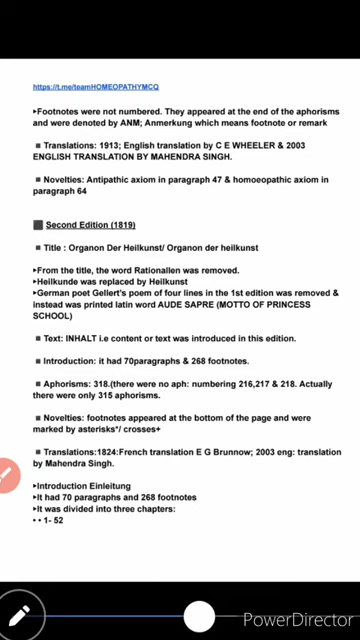 https://t.me/teamHOMEOPATHYMCQ
‣Footnotes were not numbered. They appeared at the end of the aphorisms
and were denoted by ANM; Anmerkung which means footnote or remark
◾Translations: 1913; English translation by C E WHEELER & 2003
ENGLISH TRANSLATION BY MAHENDRA SINGH.
◾Novelties: Antipathic axiom in paragraph 47 & homoeopathic axiom in
paragraph 64
⬛ Second Edition (1819)
◾Title : Organon Der Heilkunst/ Organon der heilkunst
‣From the title, the word Rationallen was removed.
‣Heilkunde was replaced by Heilkunst
‣German poet Gellert's poem of four lines in the 1st edition was removed &
instead was printed latin word AUDE SAPRE (MOTTO OF PRINCESS
SCHOOL)
◾Text: INHALT i.e content or text was introduced in this edition.
◾Introduction: it had 70paragraphs & 268 footnotes.
◾Aphorisms: 318.(there were no aph: numbering 216,217 & 218. Actually
there were only 315 aphorisms.
◾Novelties: footnotes appeared at the bottom of the page and were
marked by asterisks*/ crosses+
◾Translations:1824:French translation E G Brunnow; 2003 eng: translation
by Mahendra Singh.
‣Introduction Einleitung
‣It had 70 paragraphs and 268 footnotes
‣It was divided into three chapters:
‣ • 1- 52
Made With
PowerDirector